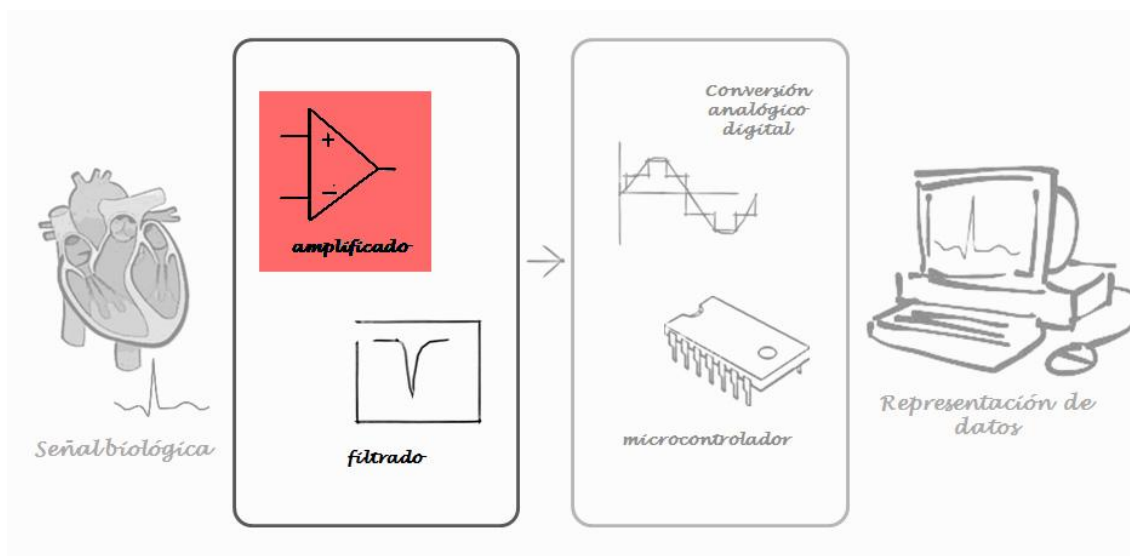 Señal biológica
+
-
amplificado
filtrado
Conversión
analógico
digital
microcontrolador
Representación de
datos